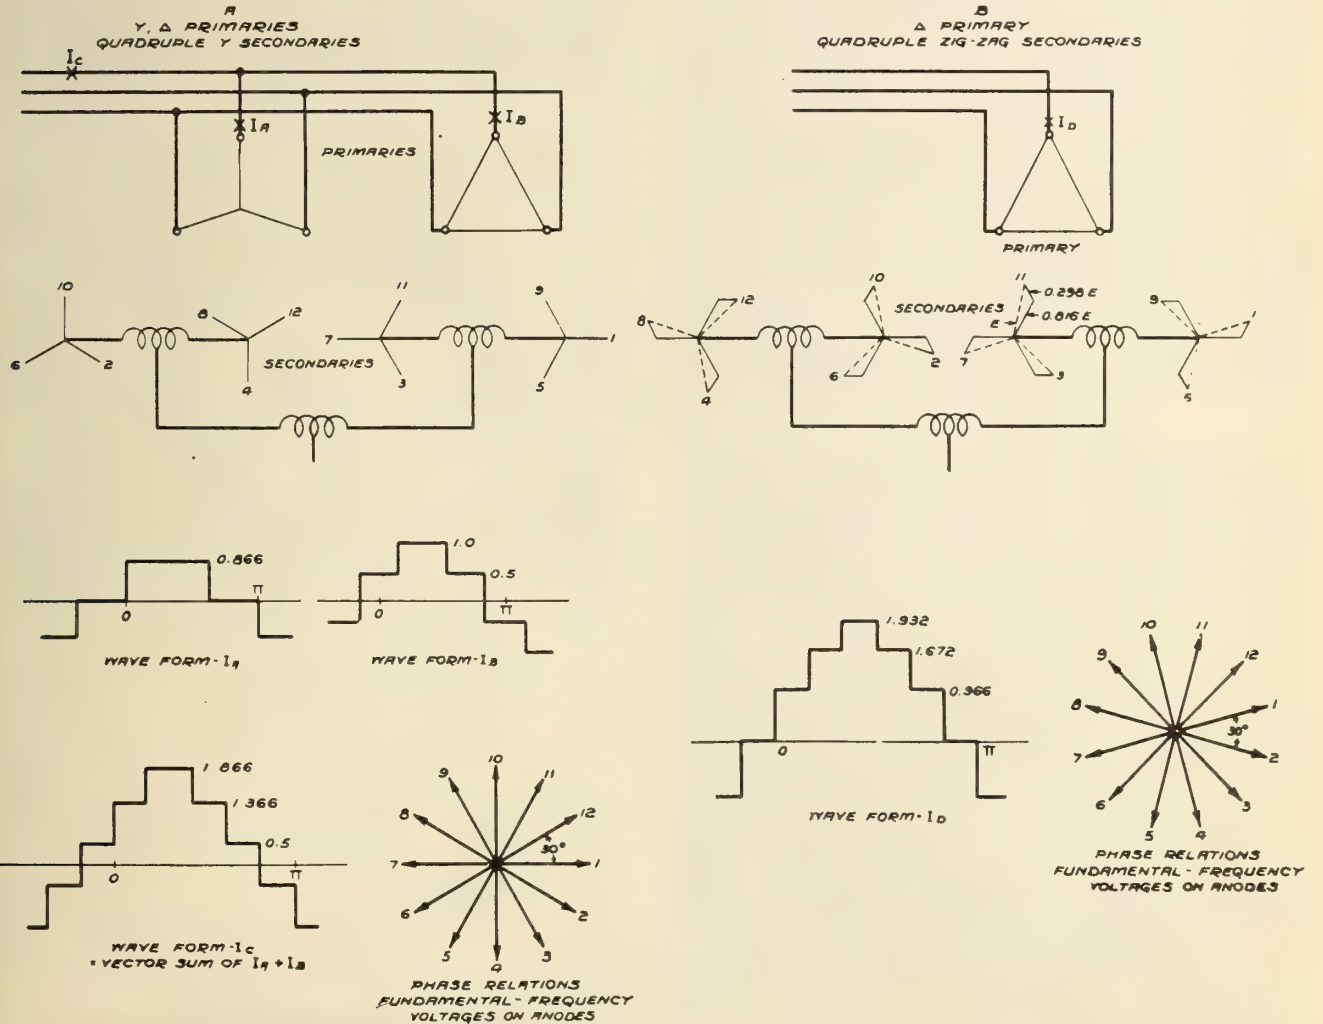 A
Y, Δ PRIMARIES
QUADRUPLE Y SECONDARIES
Ic
IA
IB
PRIMARIES
10
6
2
8
12
4
SECONDARIES
11
7
3
9
1
5
0.866
0
π
WAVE FORM-IA
1.0
0.5
0
π
WAVE FORM-IB
1.866
1.366
0.5
0
π
WAVE FORM-Ic
= VECTOR SUM OF IA + IB
10
11
12
30°
1
2
3
4
5
6
7
8
9
PHASE RELATIONS
FUNDAMENTAL-FREQUENCY
VOLTAGES ON ANODES
B
Δ PRIMARY
QUADRUPLE ZIG-ZAG SECONDARIES
ID
PRIMARY
8
12
4
10
6
2
SECONDARIES
11
0.298 E
0.816 E
E
7
3
9
1
5
1.932
1.672
0.966
0
π
WAVE FORM-ID
10
11
12
1
30°
2
3
4
5
6
7
8
9
PHASE RELATIONS
FUNDAMENTAL-FREQUENCY
VOLTAGES ON ANODES